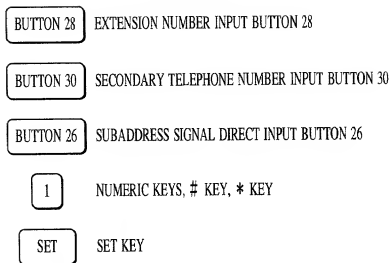 BUTTON 28 EXTENSION NUMBER INPUT BUTTON 28
BUTTON 30 SECONDARY TELEPHONE NUMBER INPUT BUTTON 30
BUTTON 26 SUBADDRESS SIGNAL DIRECT INPUT BUTTON 26
1 NUMERIC KEYS, # KEY, * KEY
SET SET KEY